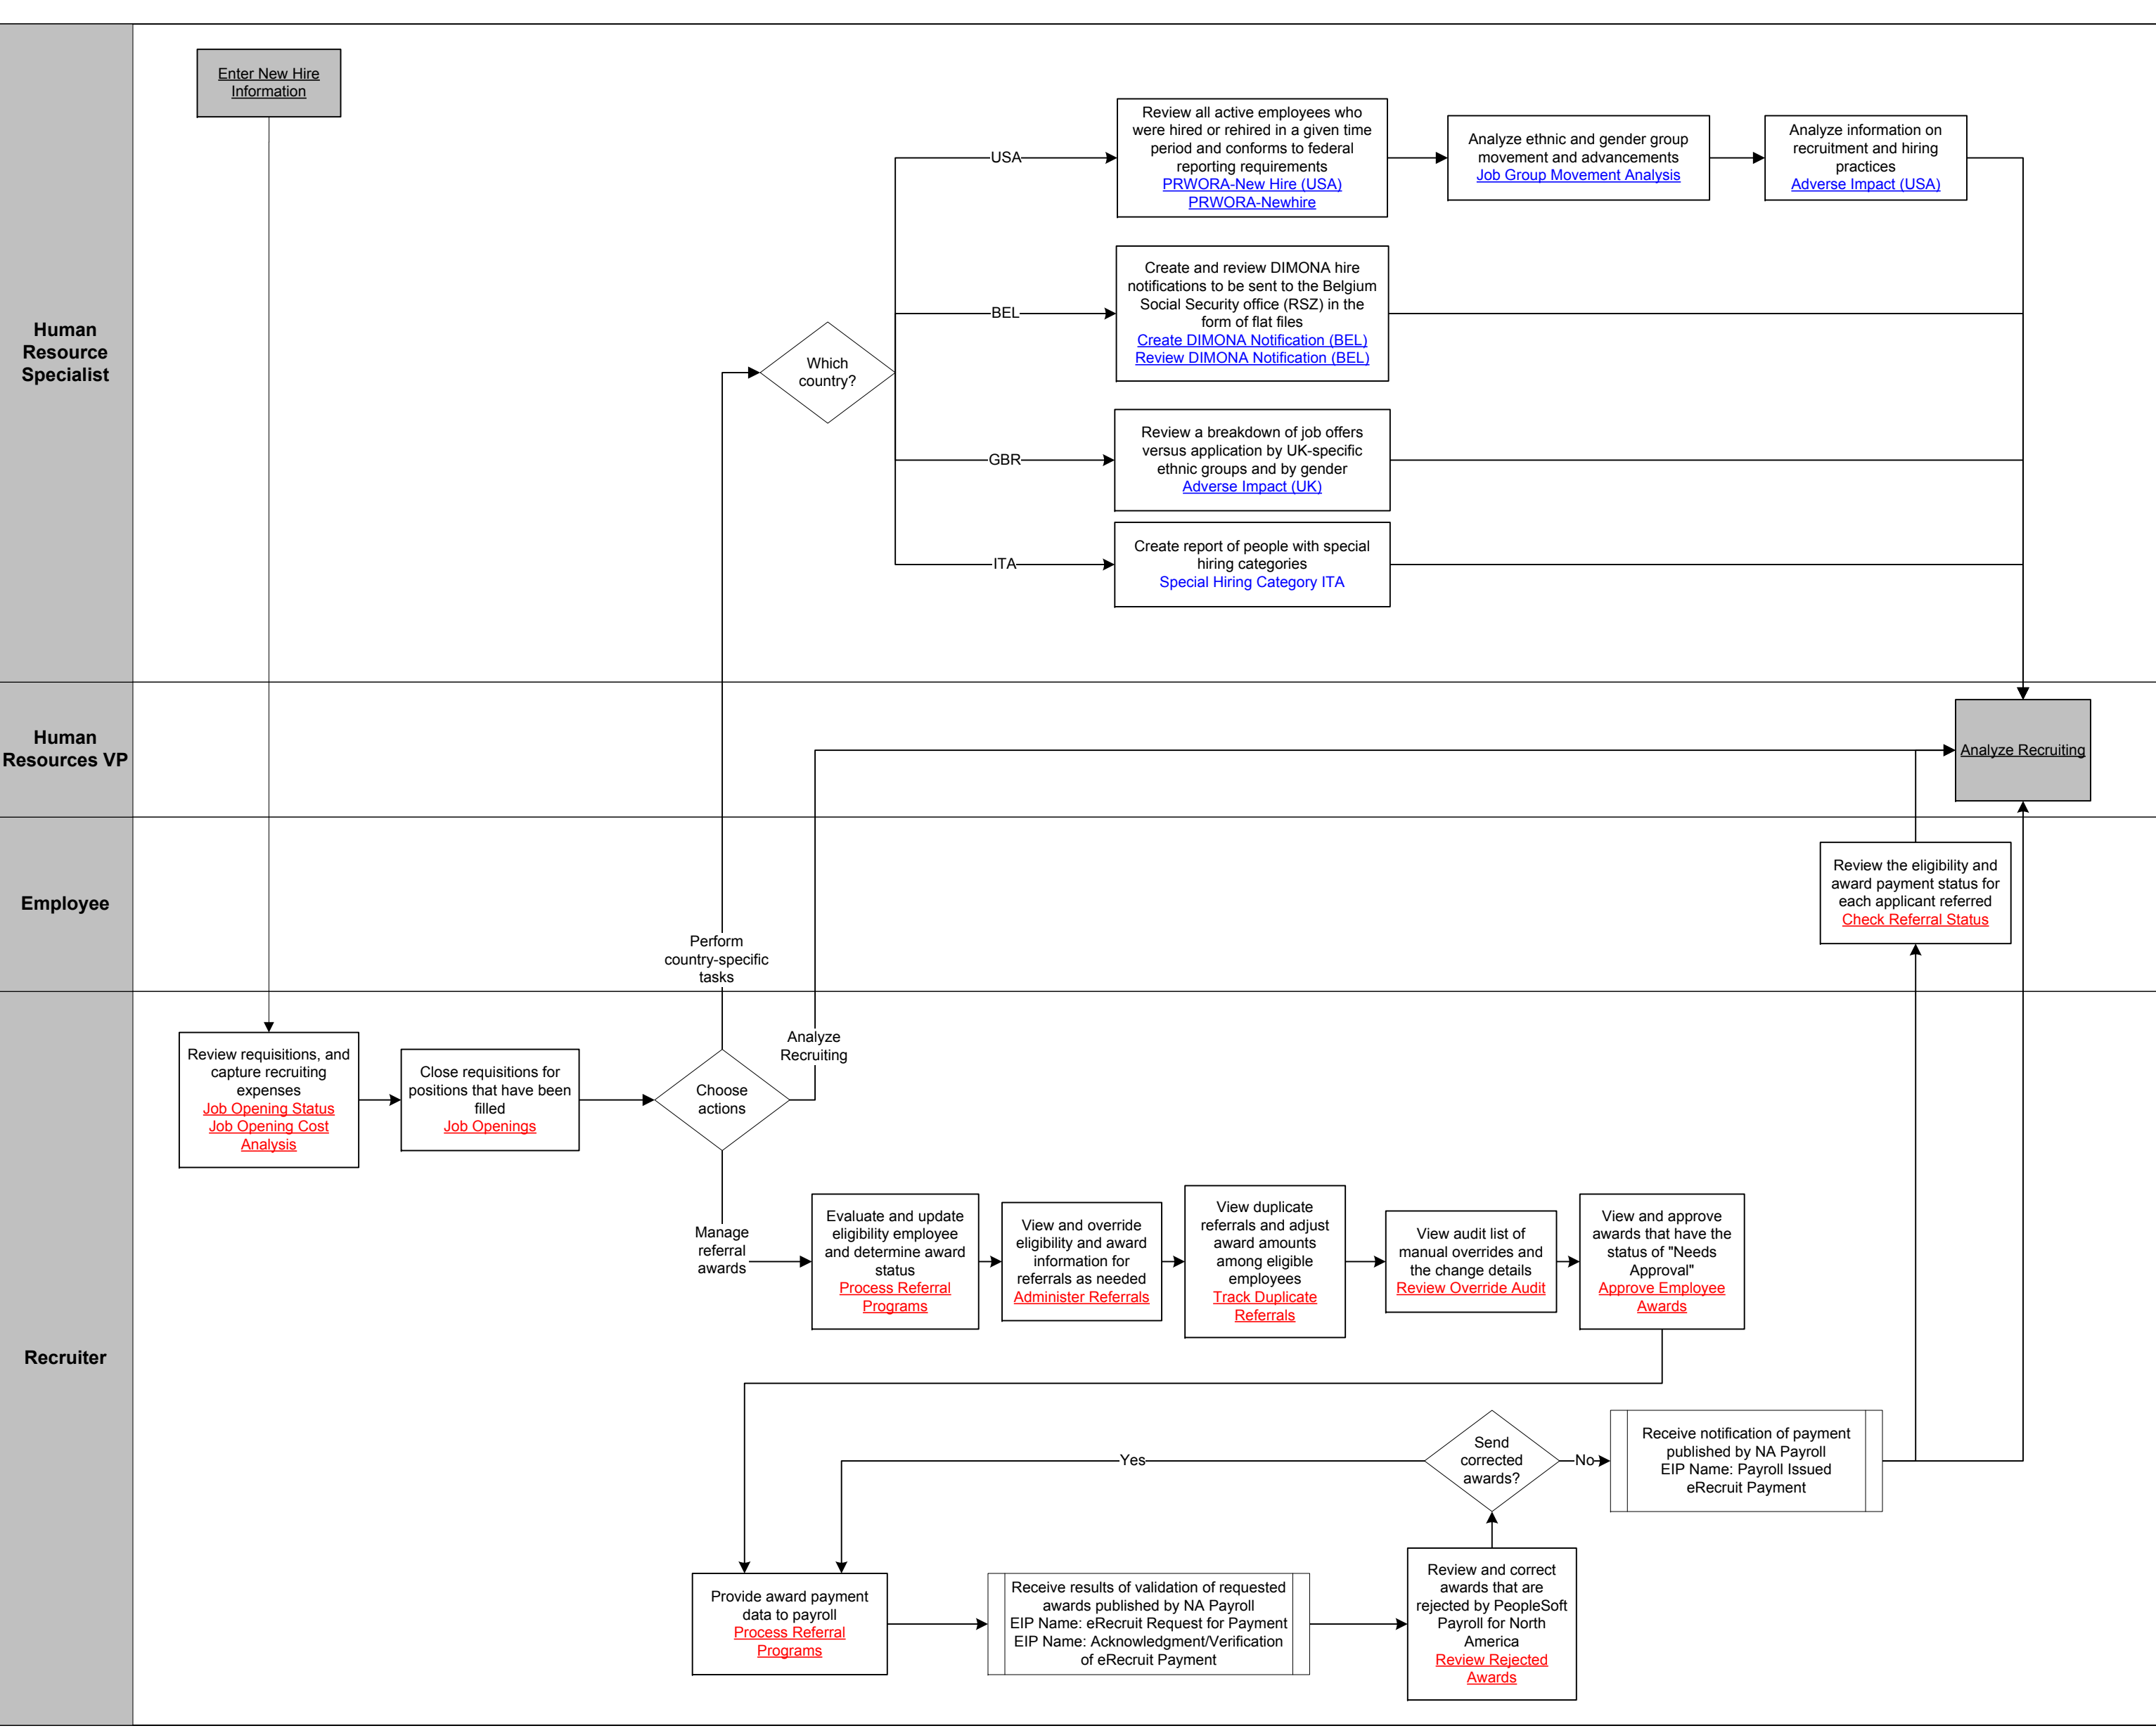 Human
Resource
Specialist
Enter New Hire
Information
Which
country?
USA
Review all active employees who
were hired or rehired in a given time
period and conforms to federal
reporting requirements
PRWORA-New Hire (USA)
PRWORA-Newhire
Analyze ethnic and gender group
movement and advancements
Job Group Movement Analysis
Analyze information on
recruitment and hiring
practices
Adverse Impact (USA)
BEL
Create and review DIMONA hire
notifications to be sent to the Belgium
Social Security office (RSZ) in the
form of flat files
Create DIMONA Notification (BEL)
Review DIMONA Notification (BEL)
GBR
Review a breakdown of job offers
versus application by UK-specific
ethnic groups and by gender
Adverse Impact (UK)
ITA
Create report of people with special
hiring categories
Special Hiring Category ITA
Human
Resources VP
Analyze Recruiting
Employee
Perform
country-specific
tasks
Review the eligibility and
award payment status for
each applicant referred
Check Referral Status
Recruiter
Review requisitions, and
capture recruiting
expenses
Job Opening Status
Job Opening Cost
Analysis
Close requisitions for
positions that have been
filled
Job Openings
Choose
actions
Analyze
Recruiting
Manage
referral
awards
Evaluate and update
eligibility employee
and determine award
status
Process Referral
Programs
View and override
eligibility and award
information for
referrals as needed
Administer Referrals
View duplicate
referrals and adjust
award amounts
among eligible
employees
Track Duplicate
Referrals
View audit list of
manual overrides and
the change details
Review Override Audit
View and approve
awards that have the
status of "Needs
Approval"
Approve Employee
Awards
Yes
Send
corrected
awards?
No
Receive notification of payment
published by NA Payroll
EIP Name: Payroll Issued
eRecruit Payment
Provide award payment
data to payroll
Process Referral
Programs
Receive results of validation of requested
awards published by NA Payroll
EIP Name: eRecruit Request for Payment
EIP Name: Acknowledgment/Verification
of eRecruit Payment
Review and correct
awards that are
rejected by PeopleSoft
Payroll for North
America
Review Rejected
Awards